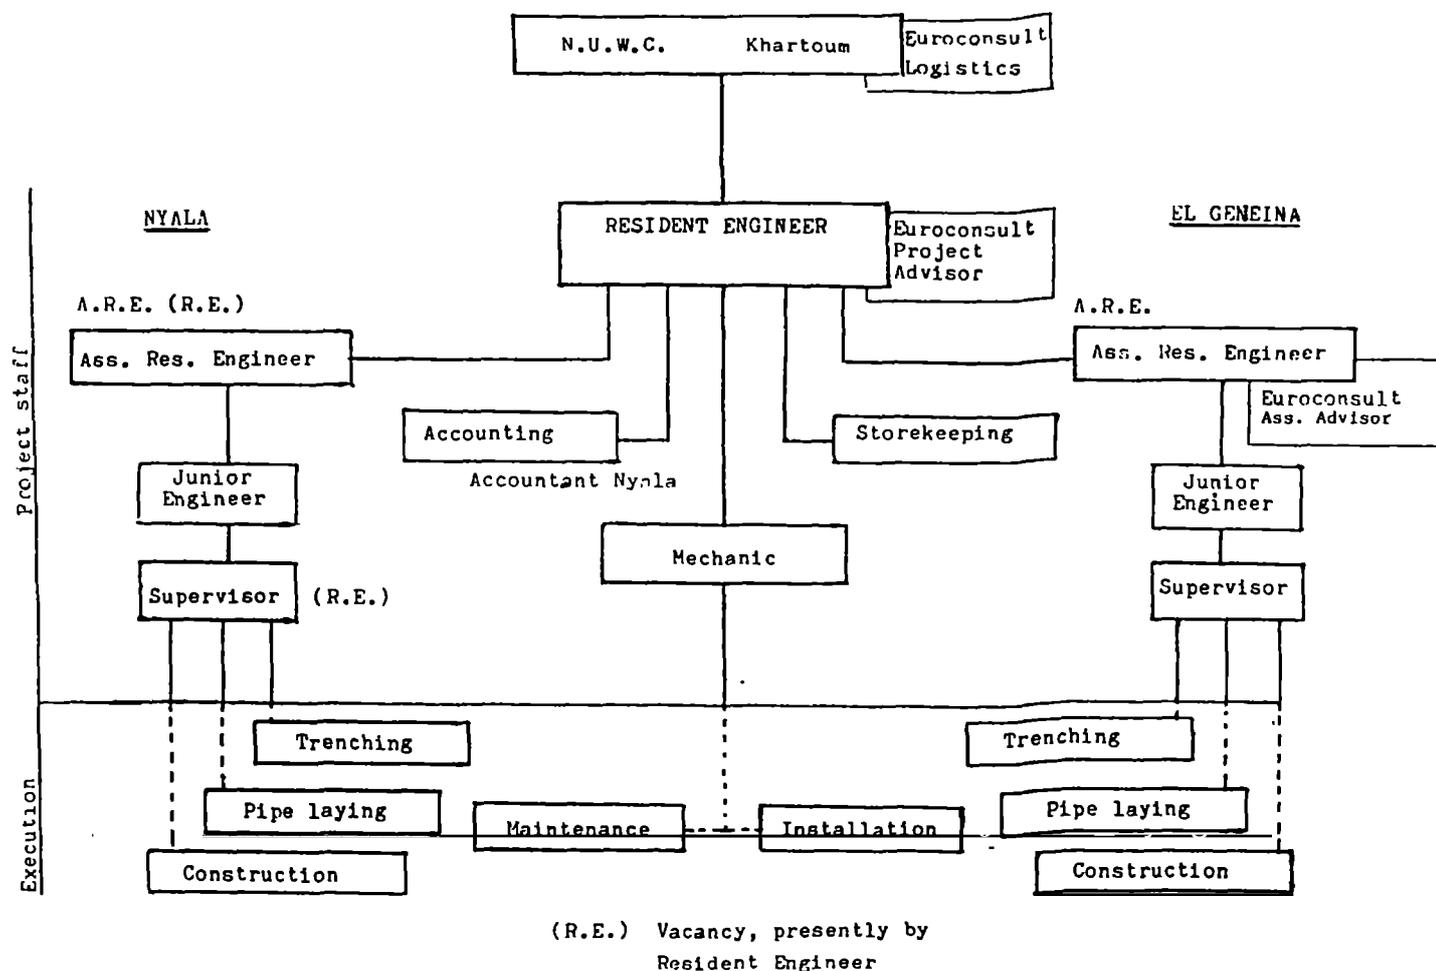 N.U.W.C. Khartoum
Euroconsult
Logistics
NYALA
RESIDENT ENGINEER
Euroconsult
Project
Advisor
EL GENEINA
A.R.E. (R.E.)
A.R.E.
Ass. Res. Engineer
Ass. Res. Engineer
Euroconsult
Ass. Advisor
Accounting
Storekeeping
Accountant Nyala
Project staff
Junior
Engineer
Junior
Engineer
Mechanic
Supervisor (R.E.)
Supervisor
Trenching
Trenching
Execution
Pipe laying
Maintenance
Installation
Pipe laying
Construction
Construction
(R.E.) Vacancy, presently by
Resident Engineer